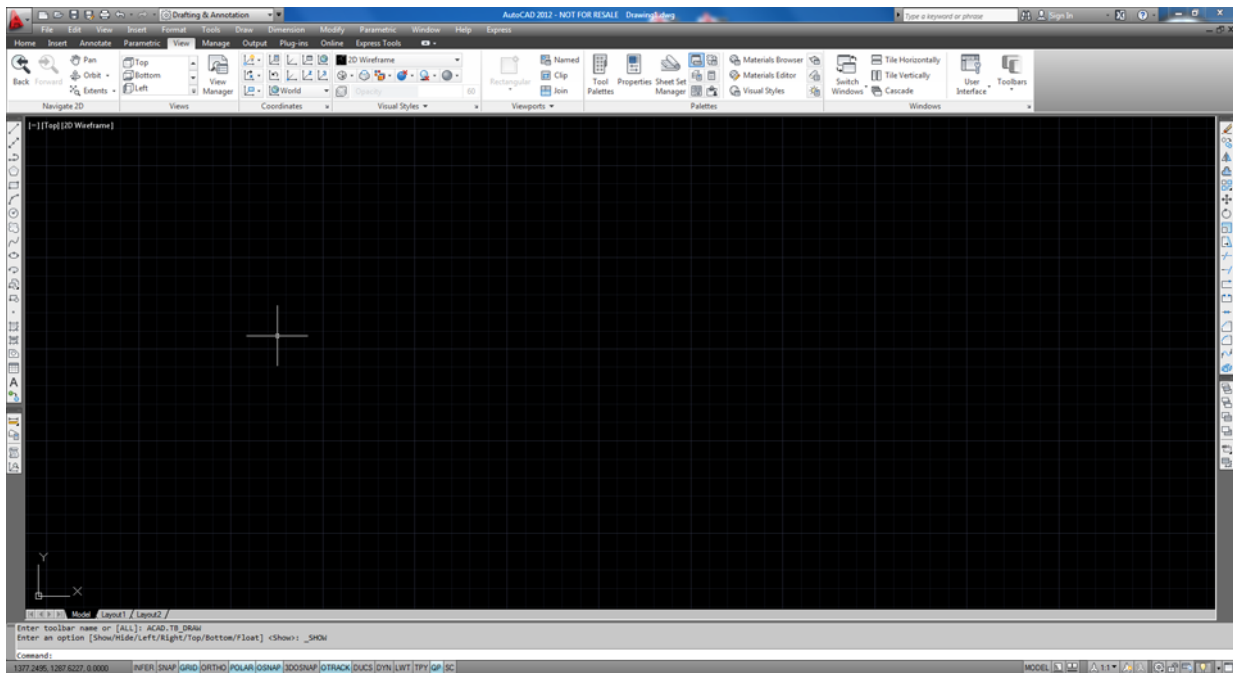 Drafting & Annotation
AutoCAD 2012 - NOT FOR RESALE Drawing1.dwg
Type a keyword or phrase
Sign In
File Edit View Insert Format Tools Draw Dimension Modify Parametric Window Help Express
Home Insert Annotate Parametric View Manage Output Plug-ins Online Express Tools
Pan
Top
2D Wireframe
Named
Materials Browser
Tile Horizontally
Orbit
Bottom
Clip
Materials Editor
Tile Vertically
Back Forward
View
Manager
Rectangular
Tool
Palettes
Properties
Sheet Set
Manager
Switch
Windows
User
Interface
Toolbars
Extents
Left
World
Opacity 60
Join
Visual Styles
Cascade
Navigate 2D
Views
Coordinates
Visual Styles
Viewports
Palettes
Windows
[-] [Top] [2D Wireframe]
A
Y
X
Model Layout1 Layout2
Enter toolbar name or [ALL]: ACAD.TB_DRAW
Enter an option [Show/Hide/Left/Right/Top/Bottom/Float] <Show>: _SHOW
Command:
1377.2495, 1287.6227, 0.0000
INFER SNAP GRID ORTHO POLAR OSNAP 3DOSNAP OTRACK DUCS DYN LWT TPY QP SC
MODEL
1:1